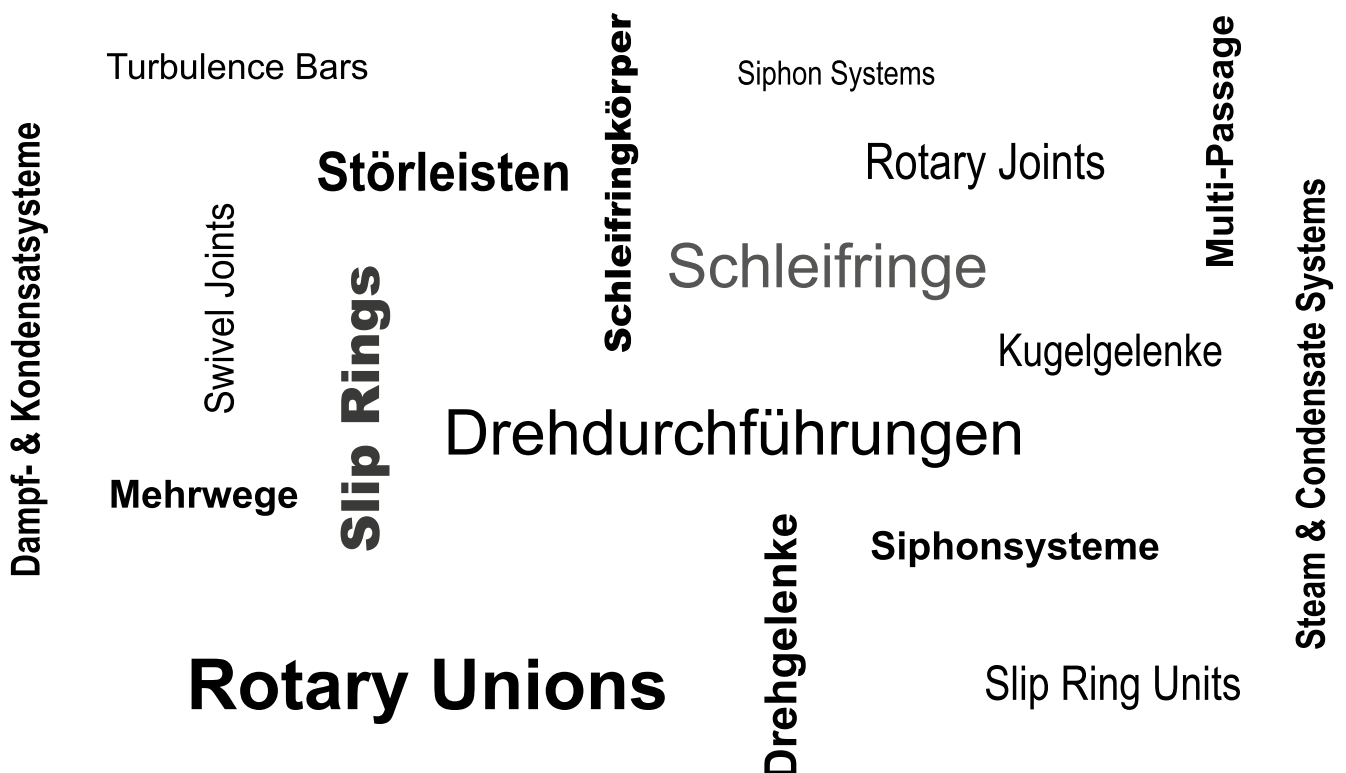 Turbulence Bars
Schleifringkörper
Siphon Systems
Multi-Passage
Dampf- & Kondensatsysteme
Störleisten
Rotary Joints
Steam & Condensate Systems
Swivel Joints
Slip Rings
Schleifringe
Kugelgelenke
Drehdurchführungen
Mehrwege
Drehgelenke
Siphonsysteme
Rotary Unions
Slip Ring Units